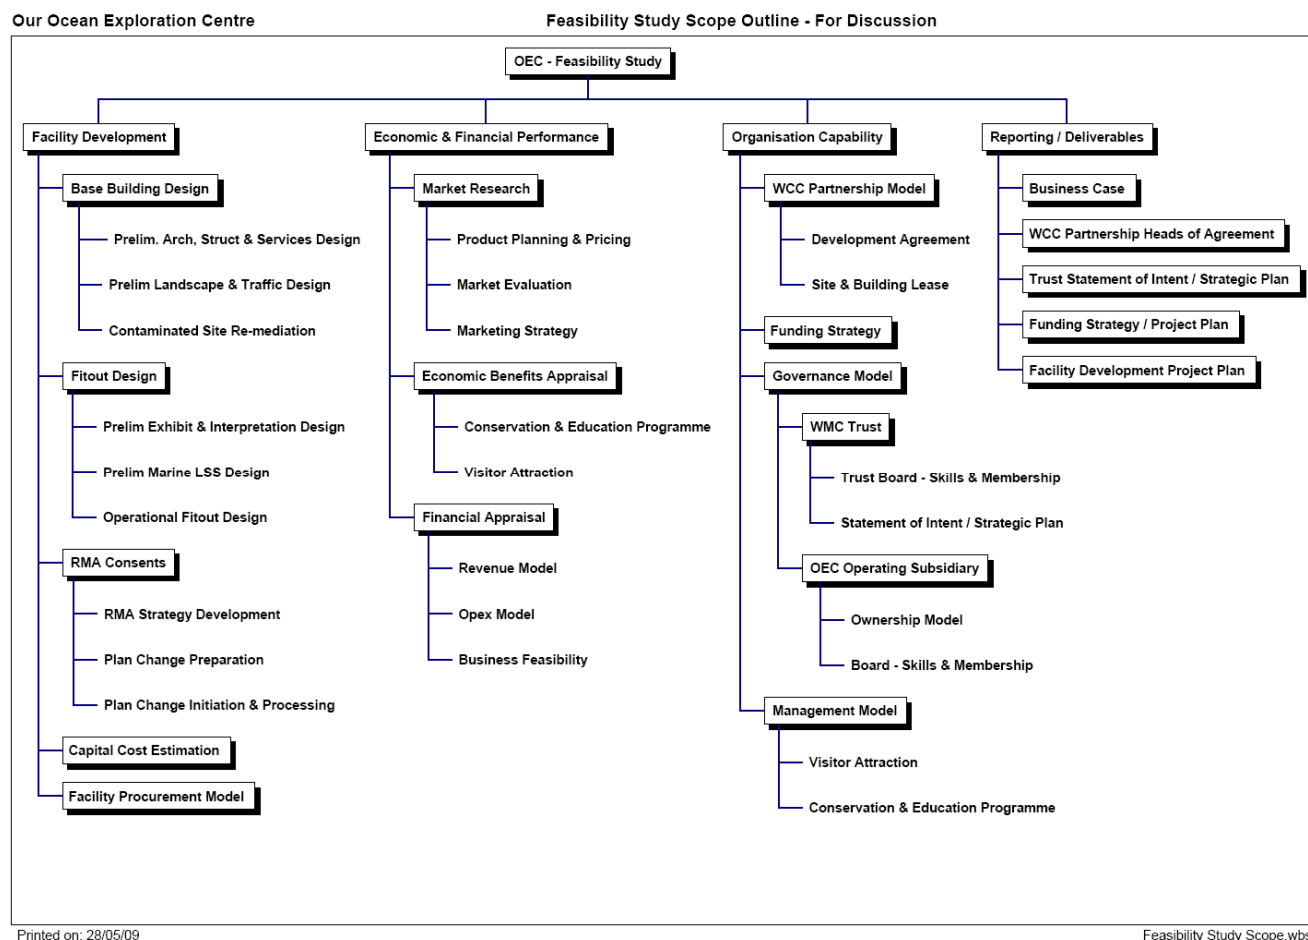 Our Ocean Exploration Centre
Feasibility Study Scope Outline - For Discussion
OEC - Feasibility Study
Facility Development
Base Building Design
Prelim. Arch, Struct & Services Design
Prelim Landscape & Traffic Design
Contaminated Site Re-mediation
Fitout Design
Prelim Exhibit & Interpretation Design
Prelim Marine LSS Design
Operational Fitout Design
RMA Consents
RMA Strategy Development
Plan Change Preparation
Plan Change Initiation & Processing
Capital Cost Estimation
Facility Procurement Model
Economic & Financial Performance
Market Research
Product Planning & Pricing
Market Evaluation
Marketing Strategy
Economic Benefits Appraisal
Conservation & Education Programme
Visitor Attraction
Financial Appraisal
Revenue Model
Opex Model
Business Feasibility
Organisation Capability
WCC Partnership Model
Development Agreement
Site & Building Lease
Funding Strategy
Governance Model
WMC Trust
Trust Board - Skills & Membership
Statement of Intent / Strategic Plan
OEC Operating Subsidiary
Ownership Model
Board - Skills & Membership
Management Model
Visitor Attraction
Conservation & Education Programme
Reporting / Deliverables
Business Case
WCC Partnership Heads of Agreement
Trust Statement of Intent / Strategic Plan
Funding Strategy / Project Plan
Facility Development Project Plan
Printed on: 28/05/09
Feasibility Study Scope.wbs